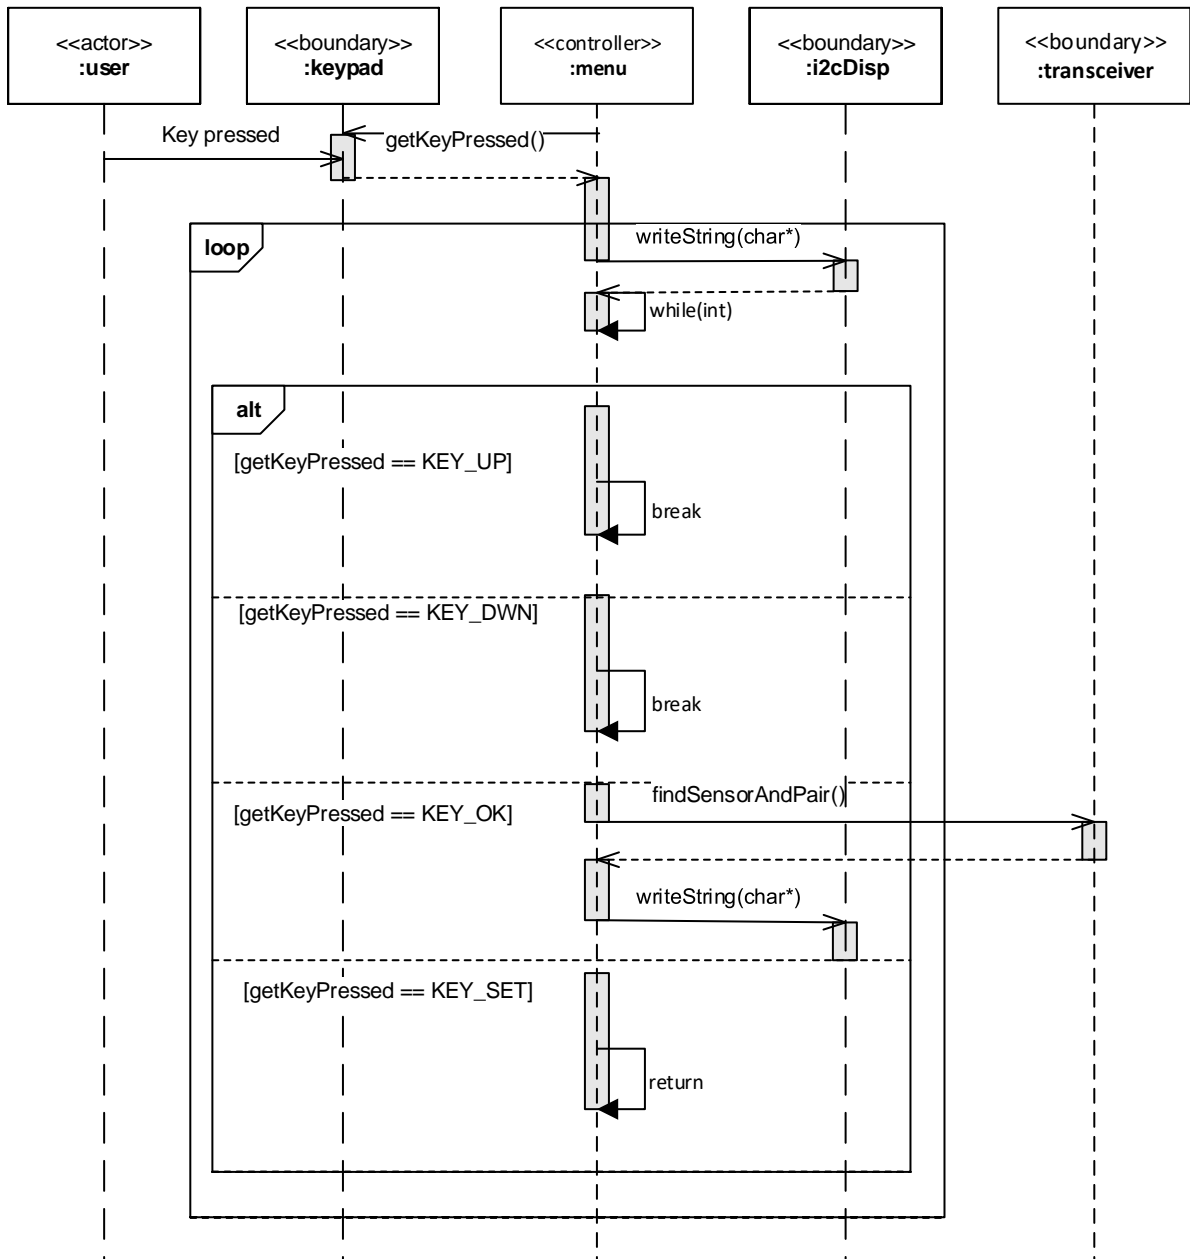 <<actor>>
:user
<<boundary>>
:keypad
<<controller>>
:menu
<<boundary>>
:i2cDisp
<<boundary>>
:transceiver
Key pressed
getKeyPressed()
loop
writeString(char*)
while(int)
alt
[getKeyPressed == KEY_UP]
break
[getKeyPressed == KEY_DWN]
break
findSensorAndPair()
[getKeyPressed == KEY_OK]
writeString(char*)
[getKeyPressed == KEY_SET]
return